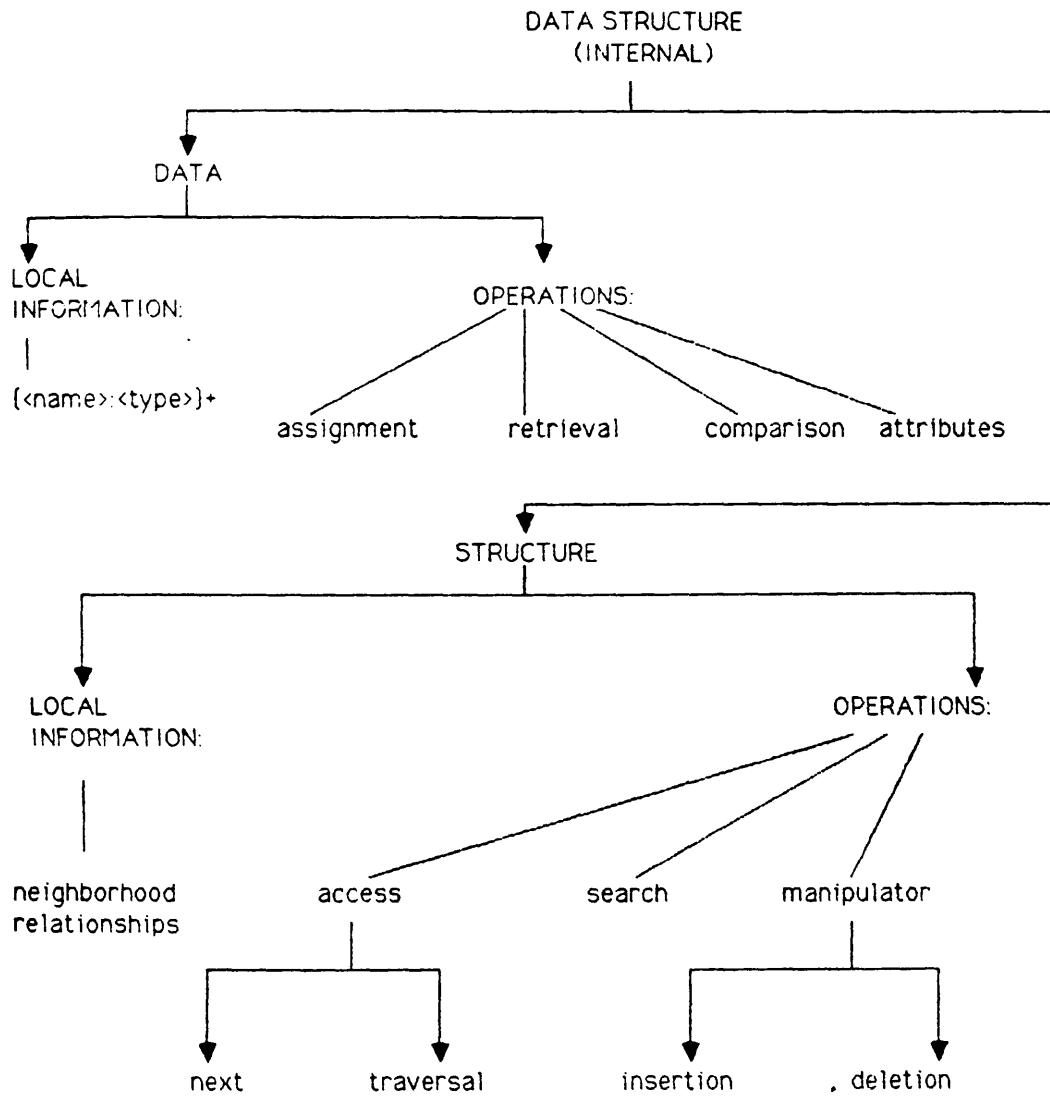 DATA STRUCTURE
(INTERNAL)
DATA
LOCAL
INFORMATION:
OPERATIONS:
{<name>:<type>}+
assignment retrieval comparison attributes
STRUCTURE
LOCAL
INFORMATION:
OPERATIONS:
neighborhood
relationships
access search manipulator
next traversal insertion deletion